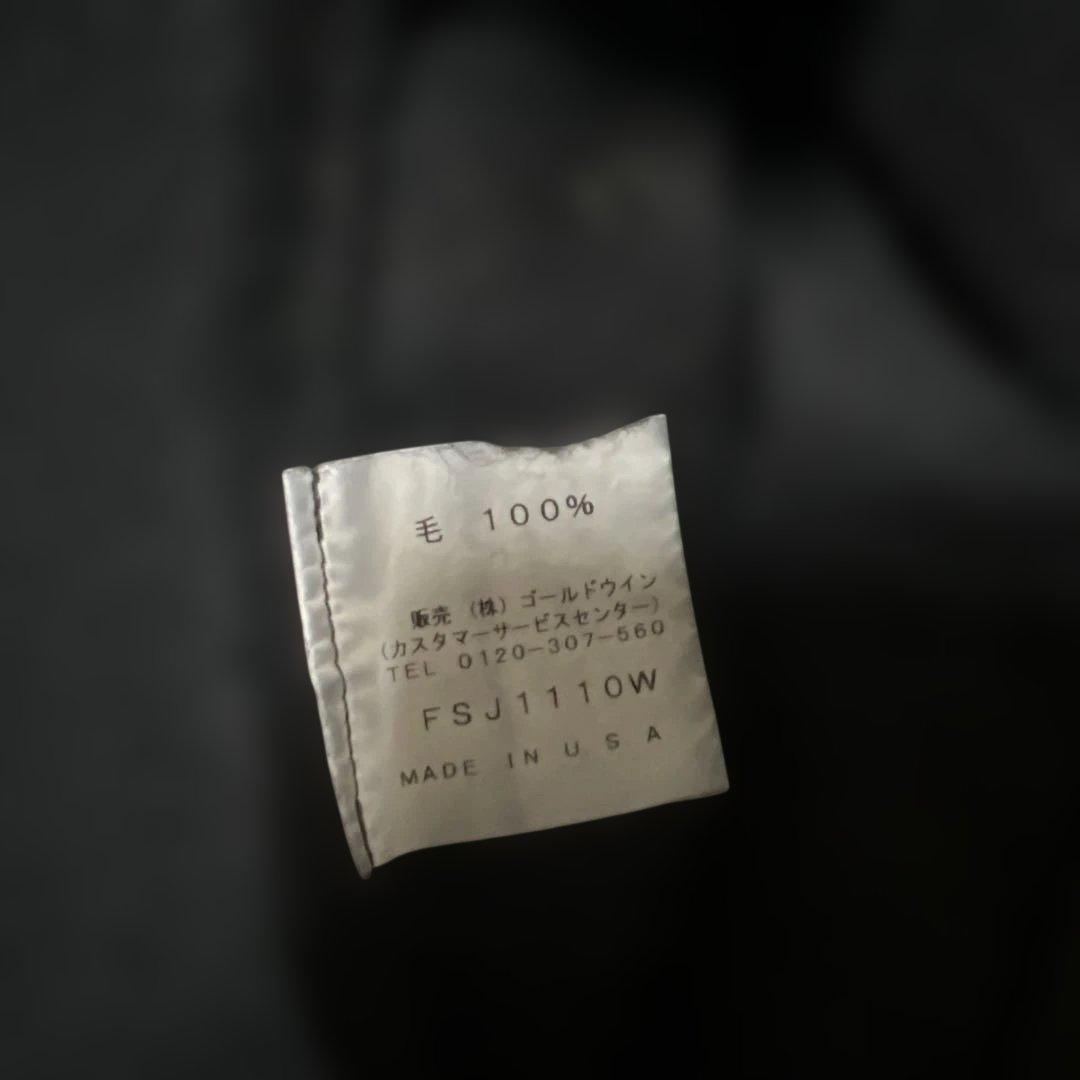 毛 100%
販売 (株) ゴールドウイン
(カスタマーサービスセンター)
TEL 0120-307-560
FSJ1110W
MADE IN U S A